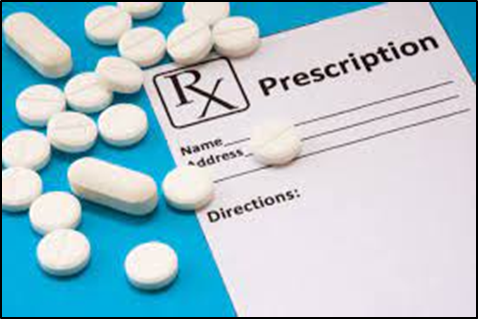 Rx Prescription
Name
Address
Directions: